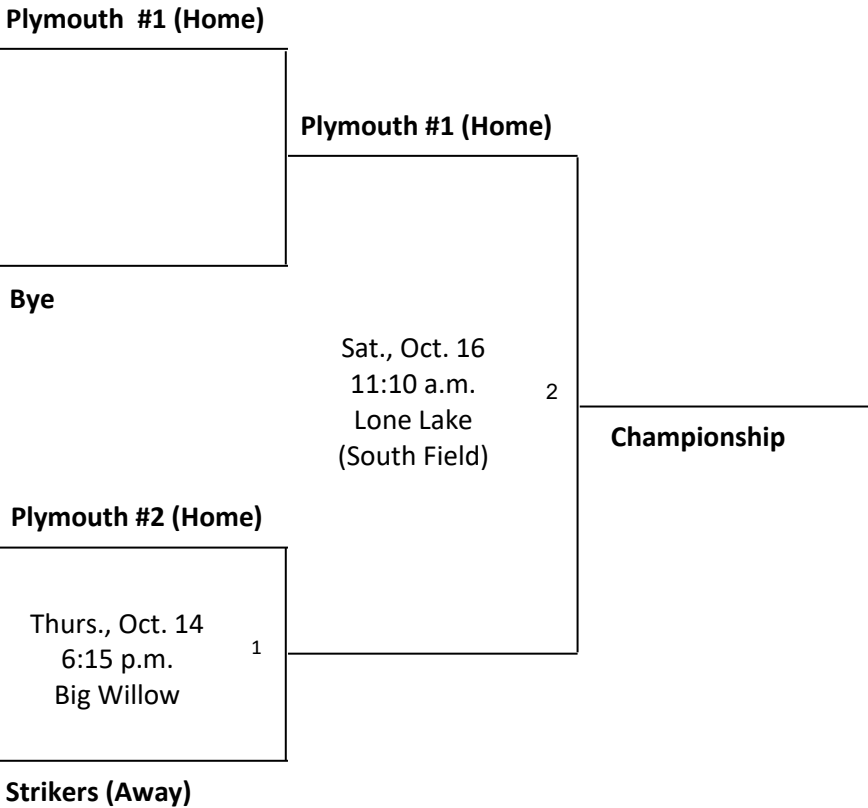 Plymouth  #1 (Home)
Plymouth #1 (Home)
Bye
Sat., Oct. 16
11:10 a.m.
2
Lone Lake
(South Field)
Championship
Plymouth #2 (Home)
Thurs., Oct. 14
6:15 p.m.
1
Big Willow
Strikers (Away)